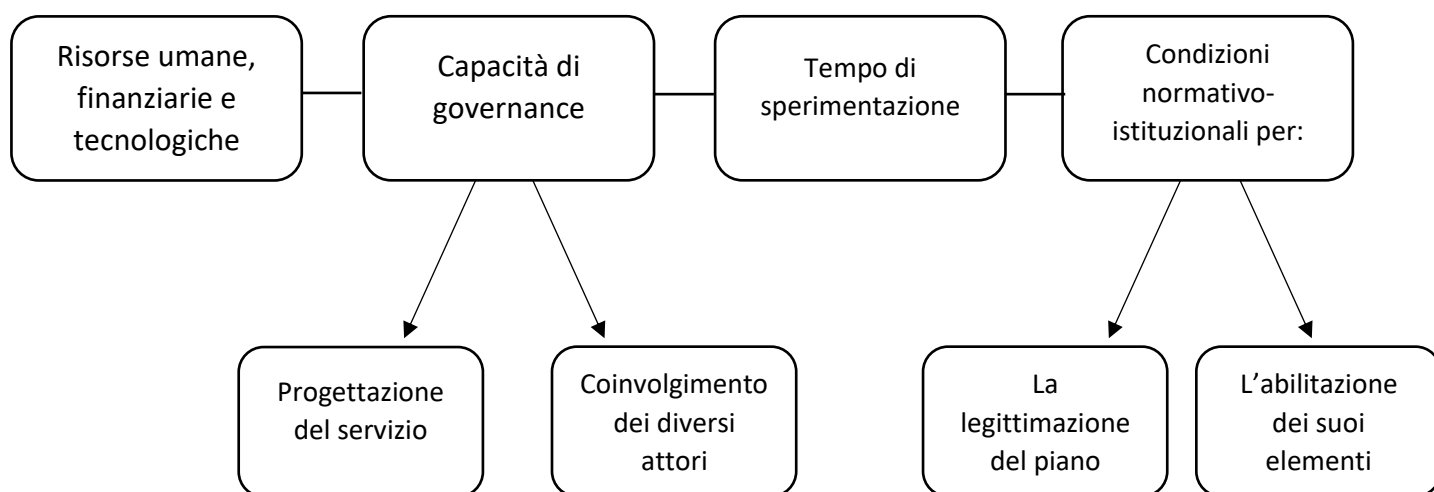 Risorse umane,
finanziarie e
tecnologiche
Capacità di
governance
Tempo di
sperimentazione
Condizioni
normativo-
istituzionali per:
Progettazione
del servizio
Coinvolgimento
dei diversi
attori
La
legittimazione
del piano
L’abilitazione
dei suoi
elementi